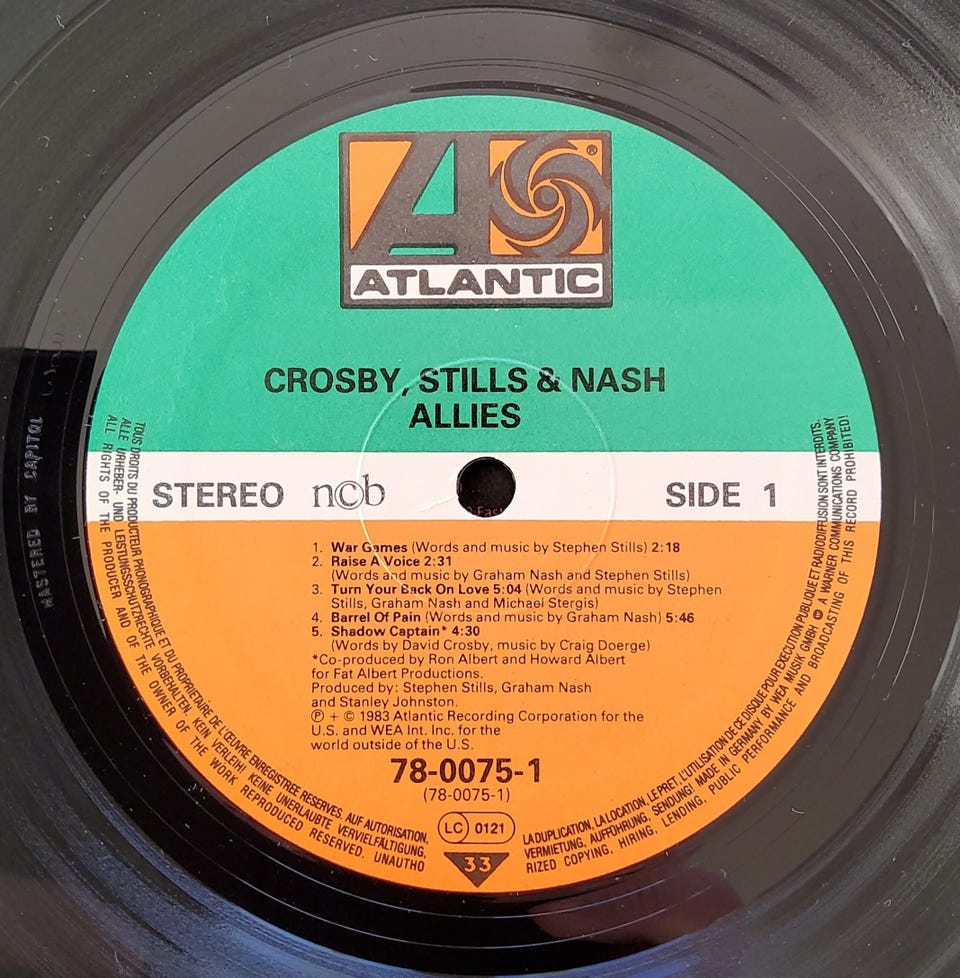 ATLANTIC
®
CROSBY, STILLS & NASH
ALLIES
STEREO ncb
SIDE 1
1. War Games (Words and music by Stephen Stills) 2:18
2. Raise A Voice 2:31
(Words and music by Graham Nash and Stephen Stills)
3. Turn Your Back On Love 5:04 (Words and music by Stephen
Stills, Graham Nash and Michael Stergis)
4. Barrel Of Pain (Words and music by Graham Nash) 5:46
5. Shadow Captain* 4:30
(Words by David Crosby, music by Craig Doerge)
*Co-produced by Ron Albert and Howard Albert
for Fat Albert Productions.
Produced by: Stephen Stills, Graham Nash
and Stanley Johnston.
℗ + © 1983 Atlantic Recording Corporation for the
U.S. and WEA Int. Inc. for the
world outside of the U.S.
78-0075-1
(78-0075-1)
LC 0121
33
TOUS DROITS DU PRODUCTEUR PHONOGRAPHIQUE ET DU PROPRIETAIRE DE L'ŒUVRE ENREGISTREE RESERVES. AUF AUTORISATION,
LA DUPLICATION, LA LOCATION, LE PRET, L'UTILISATION DE CE DISQUE POUR EXECUTION PUBLIQUE ET RADIODIFFUSION SONT INTERDITS.
ALLE URHEBER- UND LEISTUNGSSCHUTZRECHTE VORBEHALTEN. KEIN VERLEIH! KEINE UNERLAUBTE VERVIELFÄLTIGUNG,
VERMIETUNG, AUFFÜHRUNG, SENDUNG! MADE IN GERMANY BY WEA MUSIK GMBH A WARNER COMMUNICATIONS COMPANY
ALL RIGHTS OF THE PRODUCER AND OF THE OWNER OF THE WORK REPRODUCED RESERVED. UNAUTHO
RIZED COPYING, HIRING, LENDING, PUBLIC PERFORMANCE AND BROADCASTING OF THIS RECORD PROHIBITED!
MASTERED BY CAPITOL